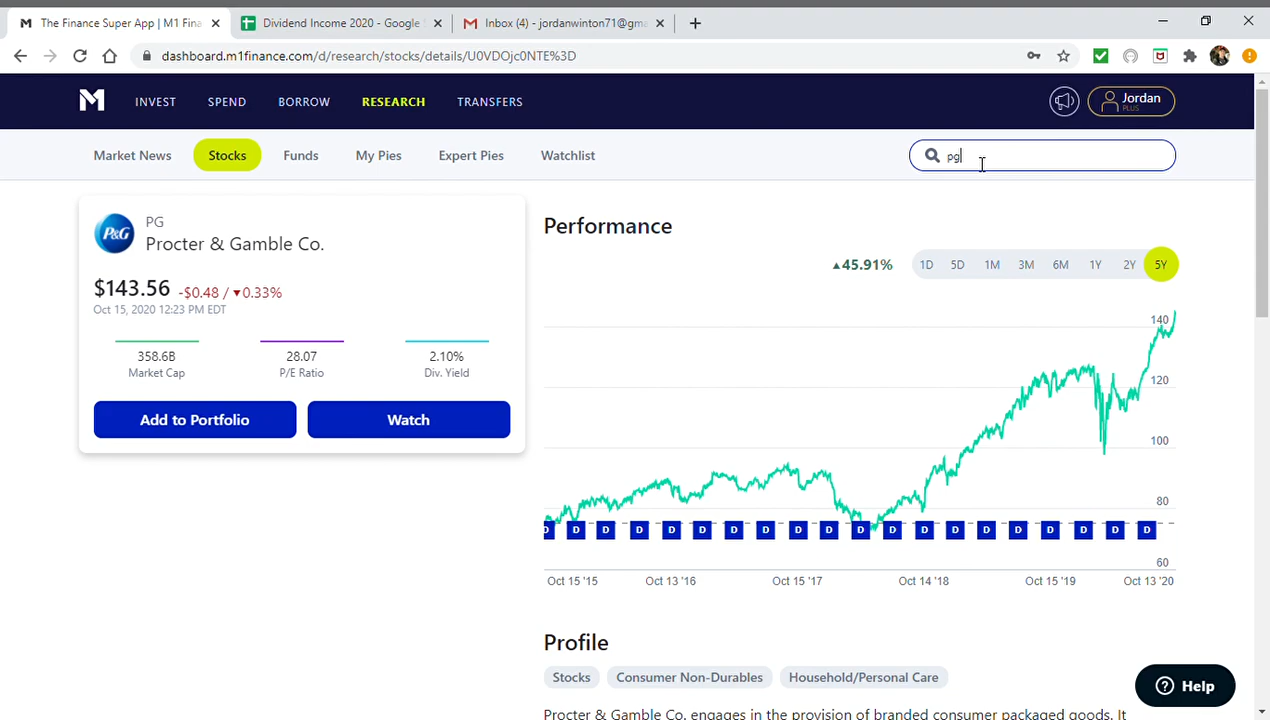 The Finance Super App | M1 Fina
Dividend Income 2020 - Google
Inbox (4) - jordanwinton71@gma
dashboard.m1finance.com/d/research/stocks/details/U0VDOjc0NTE%3D
INVEST
SPEND
BORROW
RESEARCH
TRANSFERS
Jordan
PLUS
Market News
Stocks
Funds
My Pies
Expert Pies
Watchlist
pg
P&G
PG
Procter & Gamble Co.
$143.56 -$0.48 / ▼0.33%
Oct 15, 2020 12:23 PM EDT
358.6B
Market Cap
28.07
P/E Ratio
2.10%
Div. Yield
Add to Portfolio
Watch
Performance
▲45.91%
1D 5D 1M 3M 6M 1Y 2Y 5Y
140
120
100
80
60
D D D D D D D D D D D D D D D D D D D D
Oct 15 '15 Oct 13 '16 Oct 15 '17 Oct 14 '18 Oct 15 '19 Oct 13 '20
Profile
Stocks
Consumer Non-Durables
Household/Personal Care
Procter & Gamble Co. engages in the provision of branded consumer packaged goods. It
Help